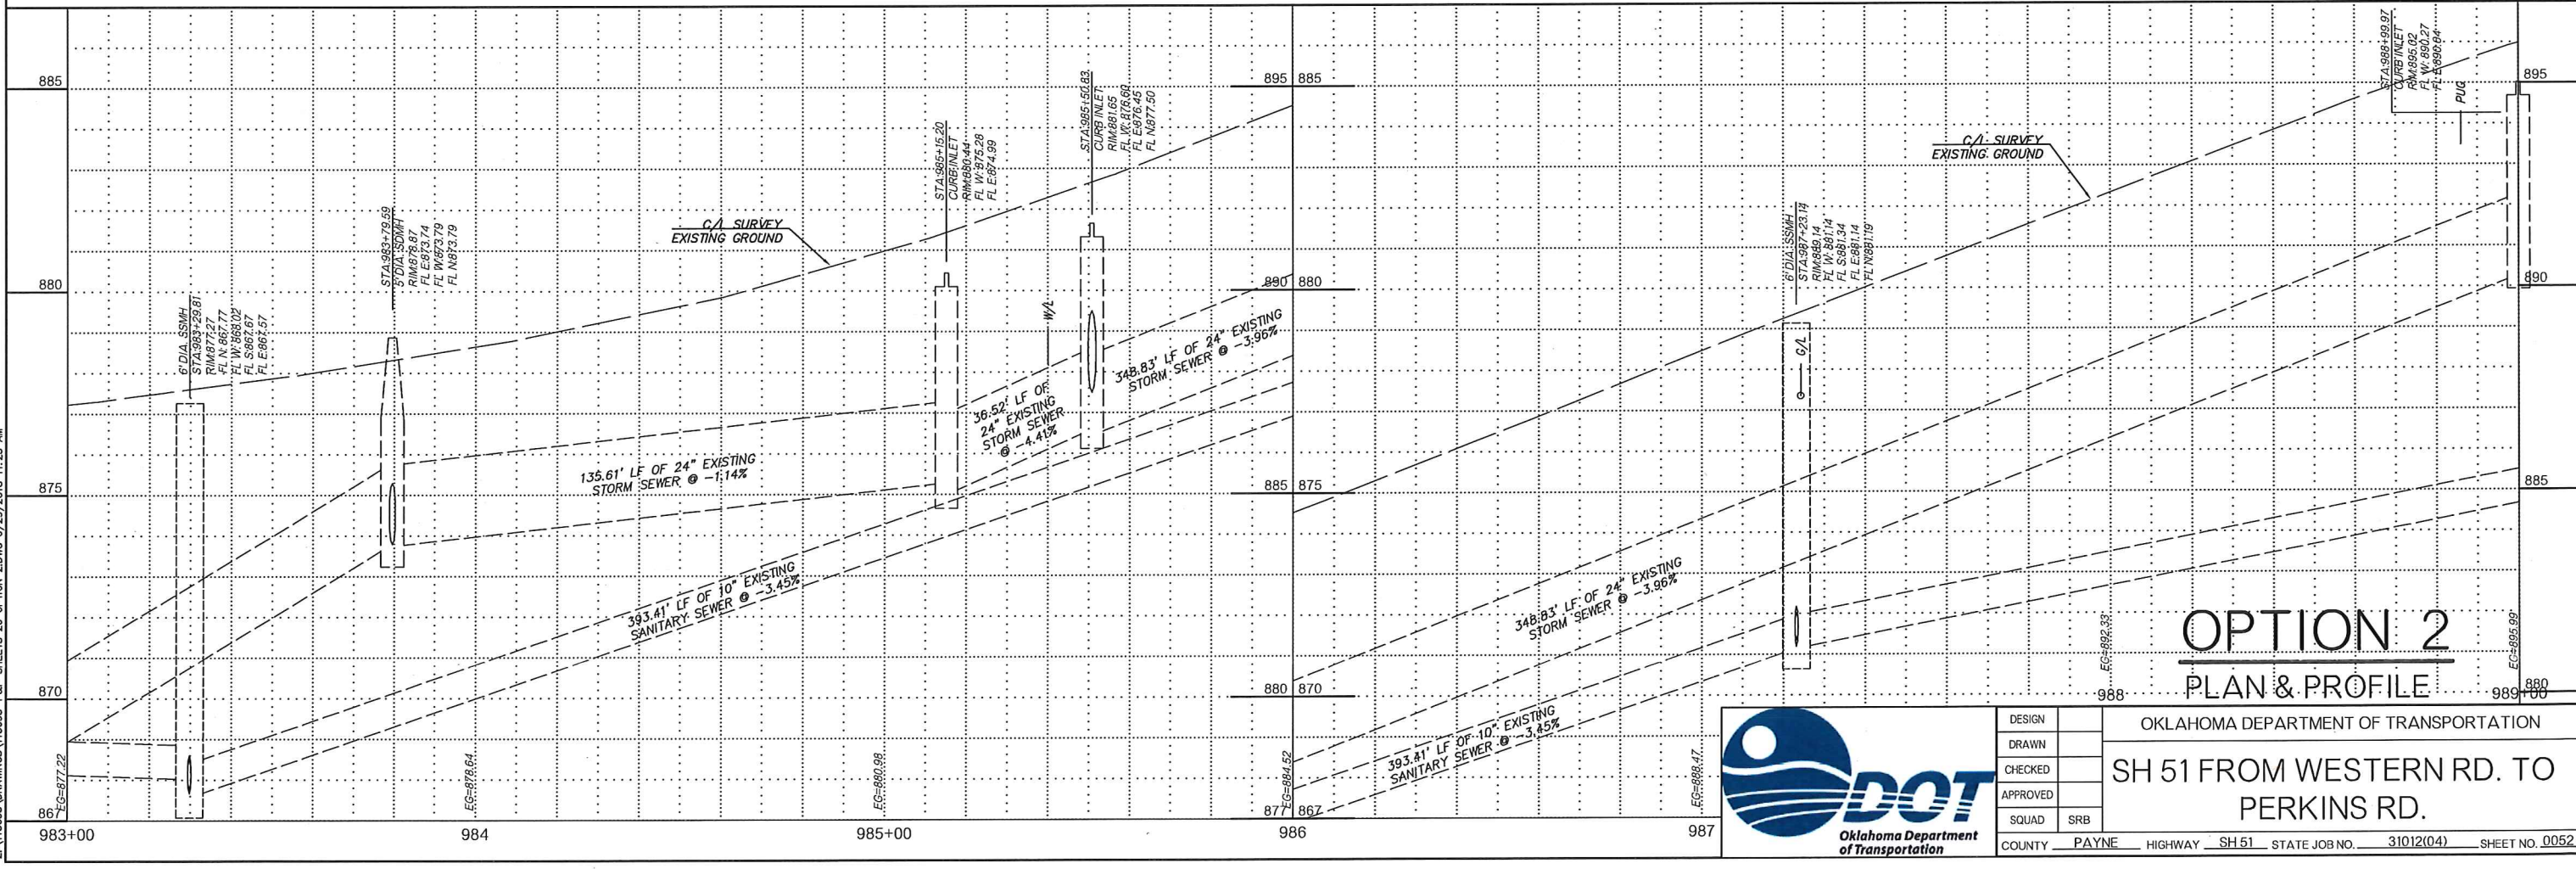 885
880
875
870
867
983+00
984
985+00
986
987
988
989+00
EG=877.22
EG=878.64
EG=880.98
EG=884.52
EG=888.47
EG=892.33
EG=895.99
6' DIA. SSMH
STA:983+29.81
RIM:877.27
FL N: 867.77
FL W: 868.02
FL S:867.67
FL E:867.57
STA:983+79.59
5' DIA. SDMH
RIM:878.87
FL E:873.74
FL W:873.79
FL N:873.79
C/L SURVEY
EXISTING GROUND
135.61' LF OF 24" EXISTING
STORM SEWER @ -1.14%
393.41' LF OF 10" EXISTING
SANITARY SEWER @ -3.45%
STA:985+15.20
CURB INLET
RIM:880.44
FL W: 875.28
FL E:874.99
W/L
36.52' LF OF
24" EXISTING
STORM SEWER
@ -4.41%
STA:985+50.83
CURB INLET
RIM:881.65
FL W: 876.60
FL E:876.45
FL N:877.50
348.83' LF OF 24" EXISTING
STORM SEWER @ -3.96%
895 885
890 880
885 875
880 870
877 867
348.83' LF OF 24" EXISTING
STORM SEWER @ -3.96%
393.41' LF OF 10" EXISTING
SANITARY SEWER @ -3.45%
6' DIA. SSMH
STA:987+23.14
RIM:889.14
FL W: 881.14
FL S:881.34
FL E:881.14
FL N:881.19
G/L
C/L SURVEY
EXISTING GROUND
STA:988+99.97
CURB INLET
RIM:895.02
FL W: 890.27
FL E:890.84
PUG
895
890
885
880
OPTION 2
PLAN & PROFILE
DOT
Oklahoma Department
of Transportation
DESIGN
DRAWN
CHECKED
APPROVED
SQUAD SRB
OKLAHOMA DEPARTMENT OF TRANSPORTATION
SH 51 FROM WESTERN RD. TO
PERKINS RD.
COUNTY PAYNE HIGHWAY SH 51 STATE JOB NO. 31012(04) SHEET NO. 0052